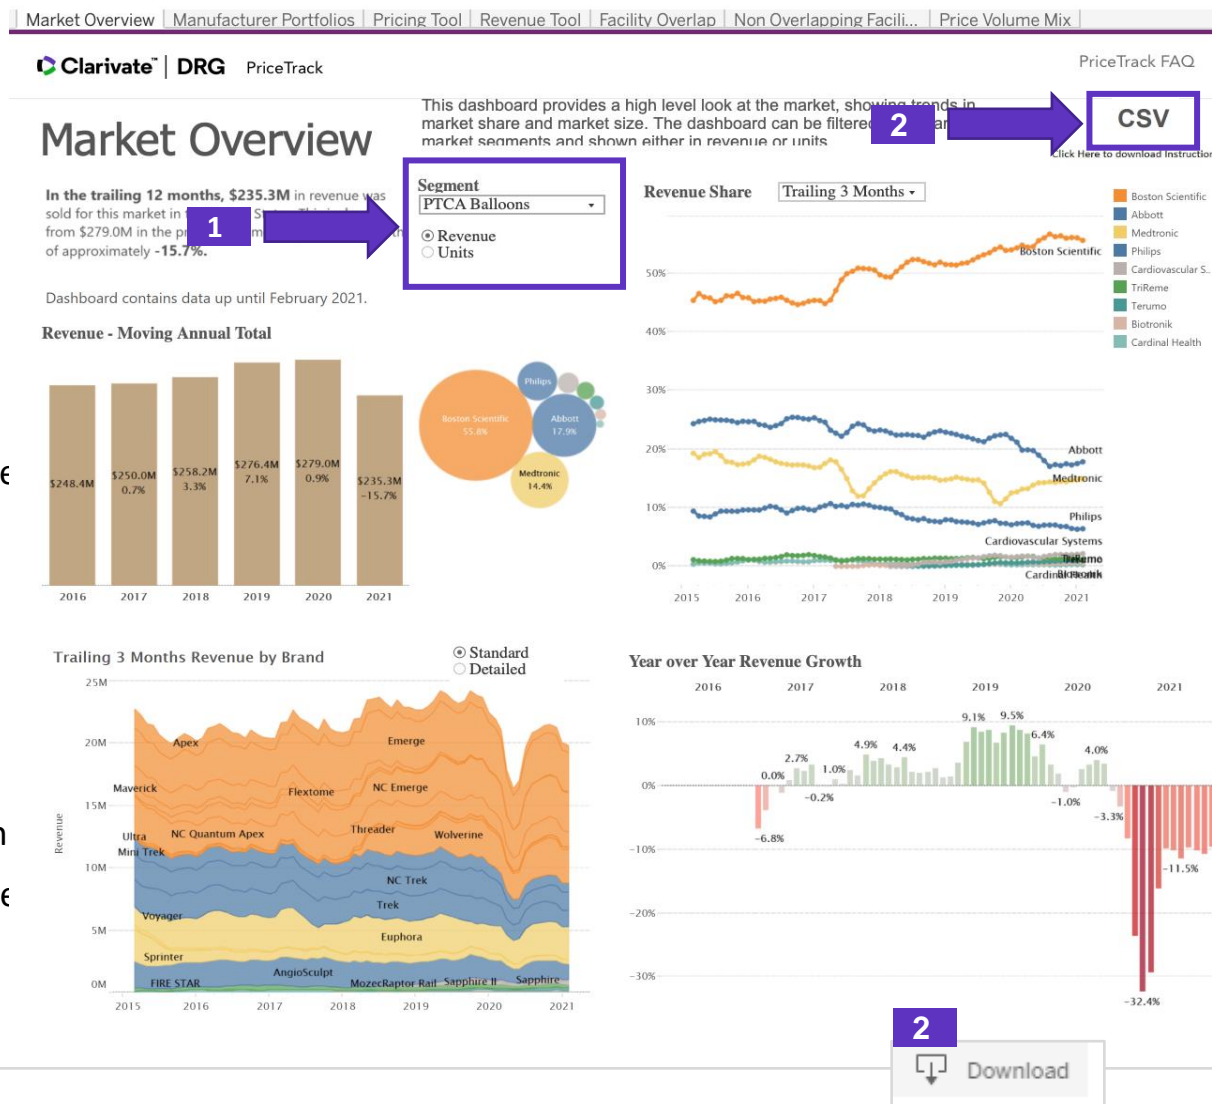 Market Overview
Manufacturer Portfolios
Pricing Tool
Revenue Tool
Facility Overlap
Non Overlapping Facili...
Price Volume Mix
Clarivate™ | DRG PriceTrack
PriceTrack FAQ
Market Overview
This dashboard provides a high level look at the market, showing trends in
market share and market size. The dashboard can be filtered
market segments and shown either in revenue or units
2
CSV
Click Here to download Instruction
In the trailing 12 months, $235.3M in revenue was
sold for this market in
from $279.0M in the
of approximately -15.7%.
1
Segment
PTCA Balloons
Revenue
Units
Dashboard contains data up until February 2021.
Revenue - Moving Annual Total
$248.4M
$250.0M
0.7%
$258.2M
3.3%
$276.4M
7.1%
$279.0M
0.9%
$235.3M
-15.7%
2016 2017 2018 2019 2020 2021
Boston Scientific
55.8%
Philips
Abbott
17.9%
Medtronic
14.4%
Revenue Share
Trailing 3 Months
50%
40%
30%
20%
10%
0%
Boston Scientific
Abbott
Medtronic
Philips
Cardiovascular Systems
Cardinal Health
2015 2016 2017 2018 2019 2020 2021
Boston Scientific
Abbott
Medtronic
Philips
Cardiovascular S..
TriReme
Terumo
Biotronik
Cardinal Health
Trailing 3 Months Revenue by Brand
Standard
Detailed
Revenue
25M
20M
15M
10M
5M
0M
Apex
Emerge
Maverick
Flextome
NC Emerge
Ultra
NC Quantum Apex
Threader
Wolverine
Mini Trek
NC Trek
Trek
Voyager
Euphora
Sprinter
AngioSculpt
FIRE STAR
MozecRaptor Rail
Sapphire II
Sapphire
2015 2016 2017 2018 2019 2020 2021
Year over Year Revenue Growth
2016 2017 2018 2019 2020 2021
10%
0%
-10%
-20%
-30%
-6.8%
0.0%
2.7%
-0.2%
1.0%
4.9%
4.4%
9.1%
9.5%
6.4%
-1.0%
4.0%
-3.3%
-32.4%
-11.5%
2
Download